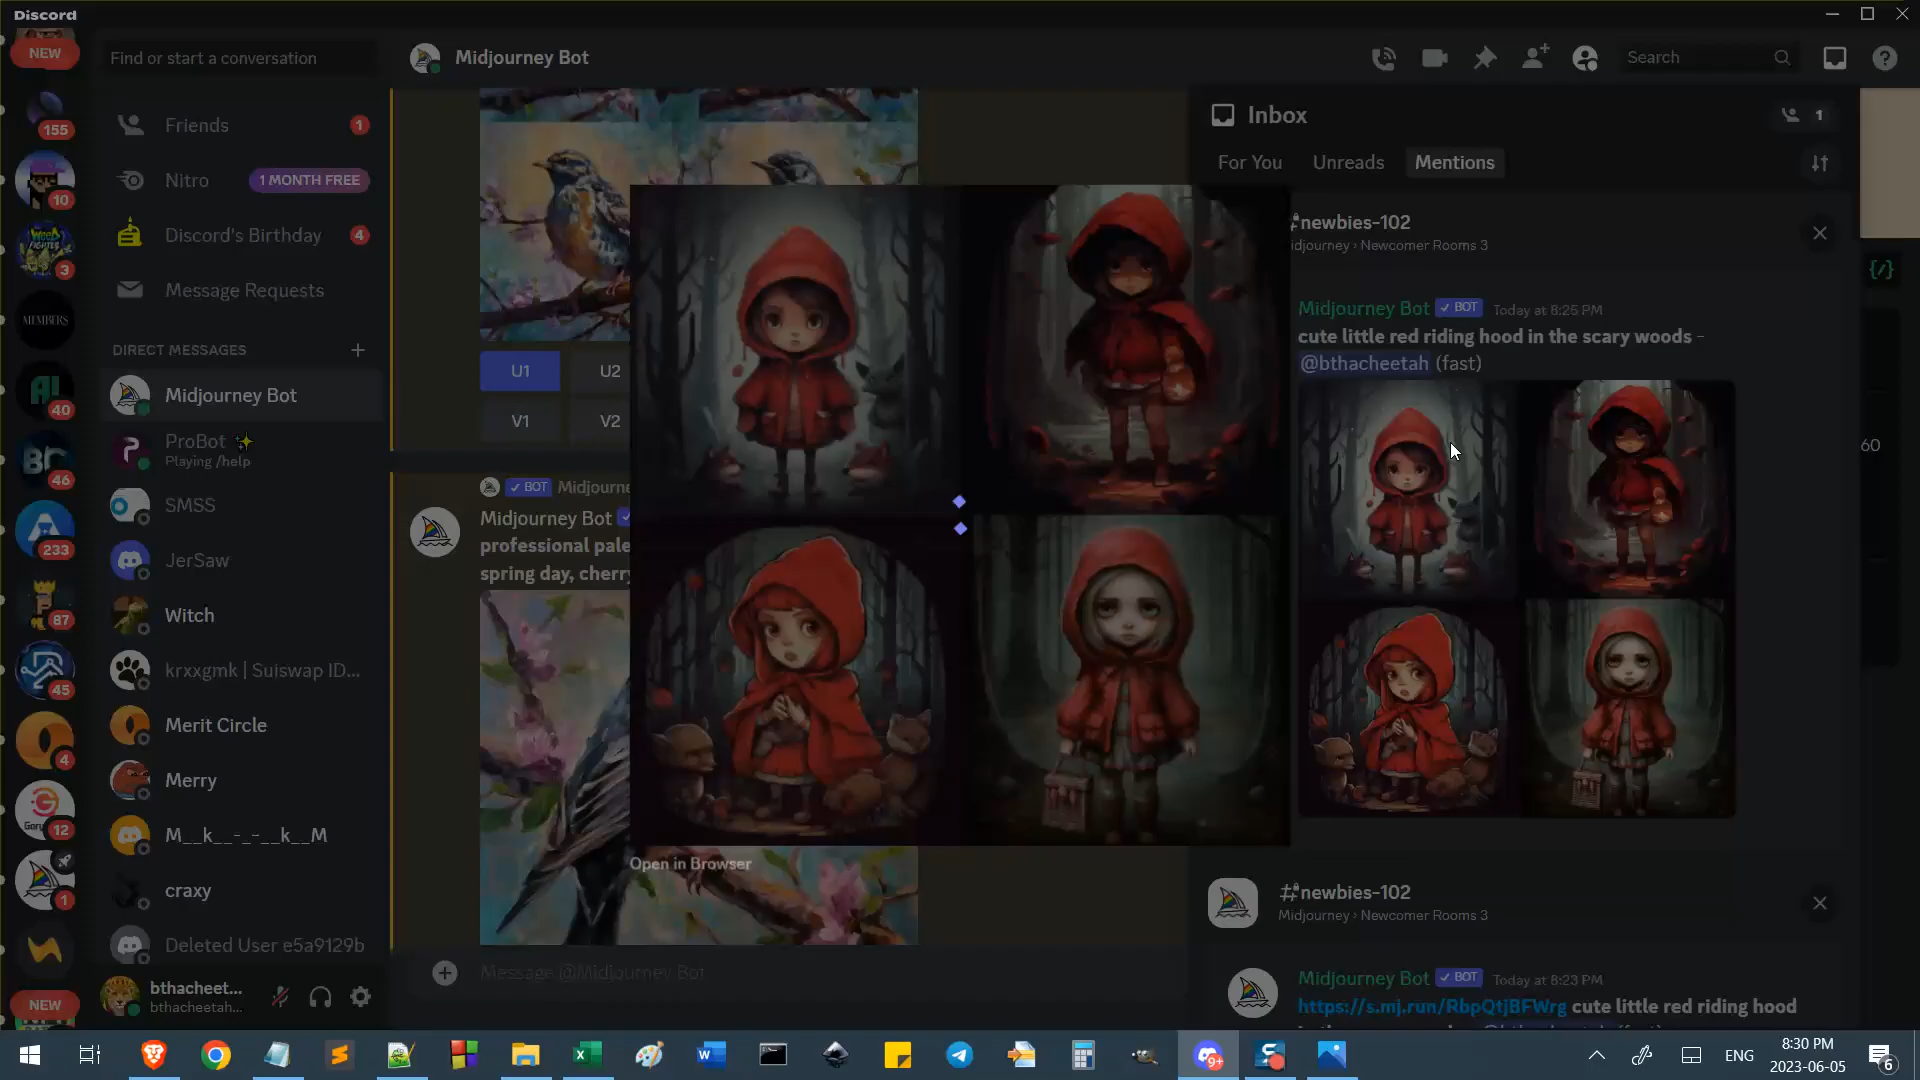 Discord
NEW
155
10
3
MEMBERS
40
46
233
87
45
4
12
1
NEW
Find or start a conversation
Friends 1
Nitro 1 MONTH FREE
Discord's Birthday 4
Message Requests
DIRECT MESSAGES
Midjourney Bot
ProBot
Playing /help
SMSS
JerSaw
Witch
krxxgmk | Suiswap ID...
Merit Circle
Merry
M__k__-_-__k__M
craxy
Deleted User e5a9129b
bthacheet...
bthacheetah...
Midjourney Bot
U1 U2
V1 V2
BOT Midjourne
Midjourney Bot
professional pale
spring day, cherry
Open in Browser
Message @Midjourney Bot
Search
Inbox
1
For You Unreads Mentions
#newbies-102
Midjourney › Newcomer Rooms 3
Midjourney Bot BOT Today at 8:25 PM
cute little red riding hood in the scary woods -
@bthacheetah (fast)
60
#newbies-102
Midjourney › Newcomer Rooms 3
Midjourney Bot BOT Today at 8:23 PM
https://s.mj.run/RbpQtjBFWrg cute little red riding hood
9+
ENG
8:30 PM
2023-06-05
6